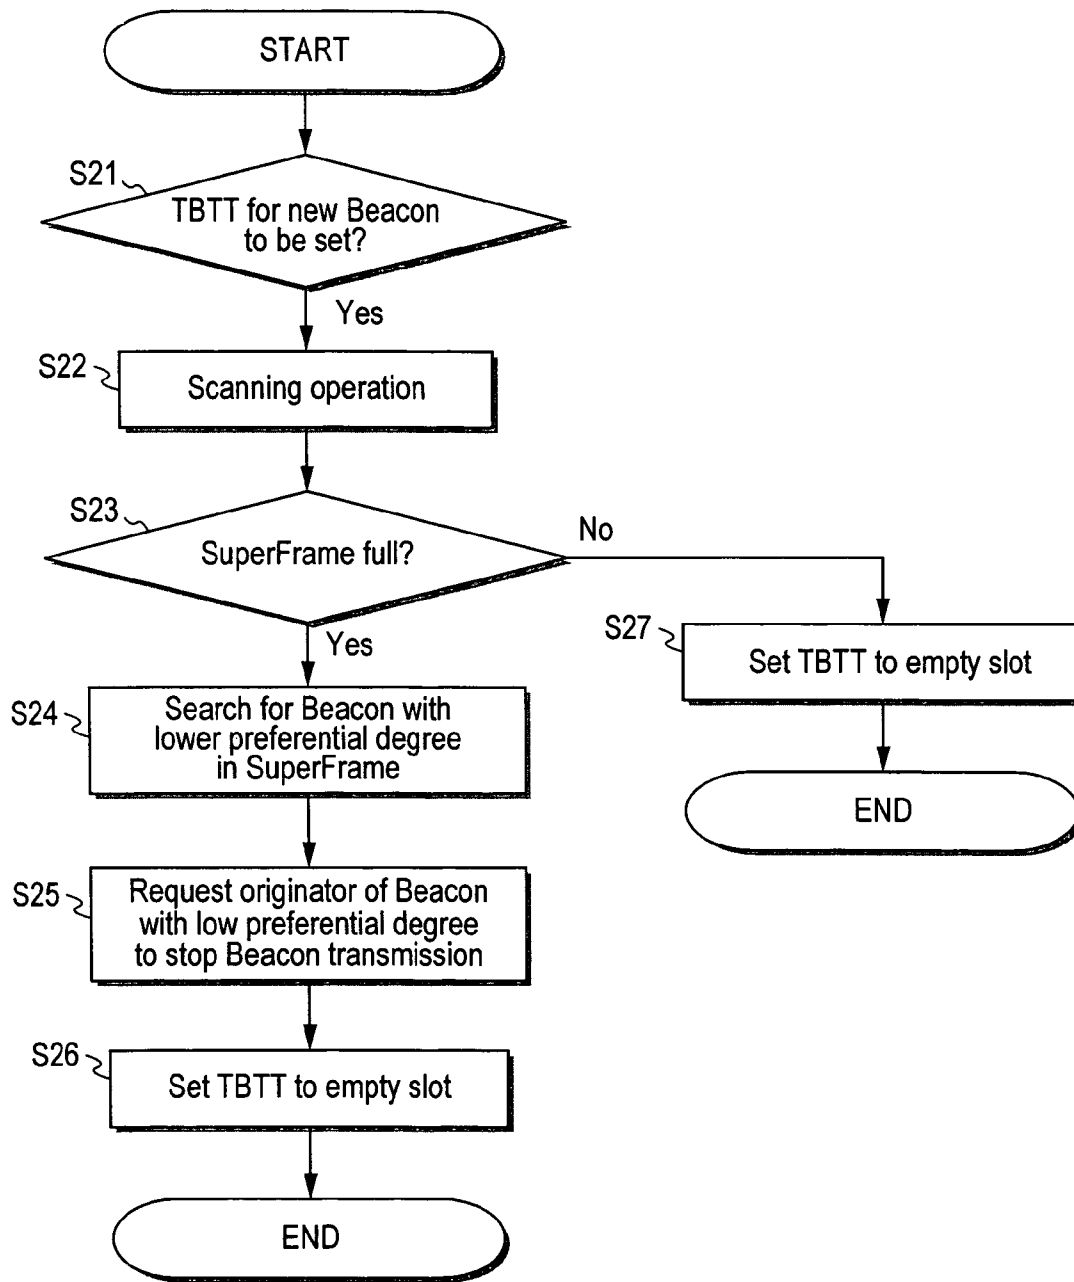 START
S21
TBTT for new Beacon
to be set?
Yes
S22
Scanning operation
S23
SuperFrame full?
No
Yes
S27
Set TBTT to empty slot
END
S24
Search for Beacon with
lower preferential degree
in SuperFrame
S25
Request originator of Beacon
with low preferential degree
to stop Beacon transmission
S26
Set TBTT to empty slot
END